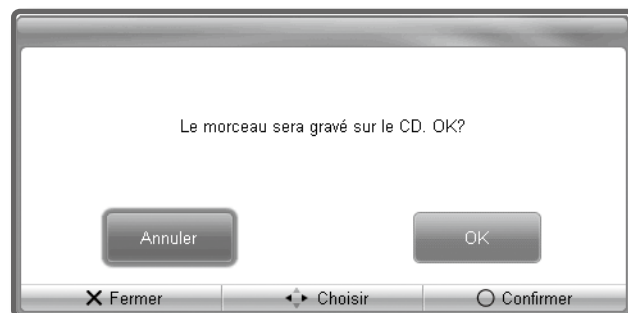 Le morceau sera gravé sur le CD. OK?
Annuler OK
Fermer Choisir Confirmer